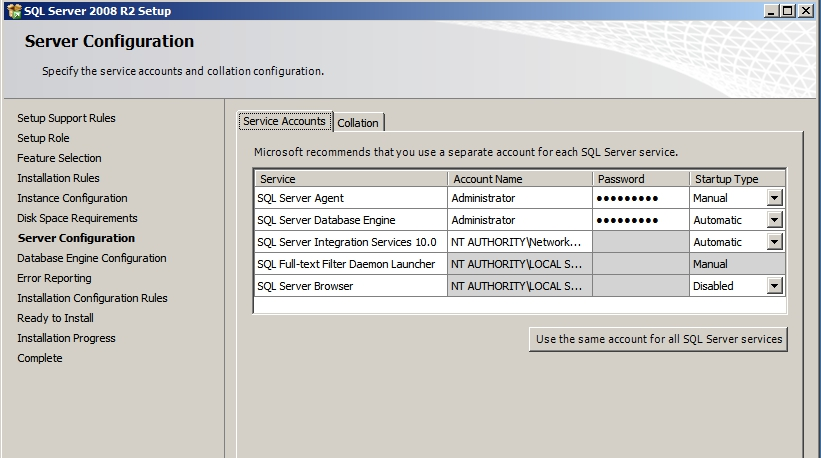 SQL Server 2008 R2 Setup
Server Configuration
Specify the service accounts and collation configuration.
Setup Support Rules
Setup Role
Feature Selection
Installation Rules
Instance Configuration
Disk Space Requirements
Server Configuration
Database Engine Configuration
Error Reporting
Installation Configuration Rules
Ready to Install
Installation Progress
Complete
Service Accounts Collation
Microsoft recommends that you use a separate account for each SQL Server service.
Service Account Name Password Startup Type
SQL Server Agent Administrator ●●●●●●●●● Manual
SQL Server Database Engine Administrator ●●●●●●●●● Automatic
SQL Server Integration Services 10.0 NT AUTHORITY\Network... Automatic
SQL Full-text Filter Daemon Launcher NT AUTHORITY\LOCAL S... Manual
SQL Server Browser NT AUTHORITY\LOCAL S... Disabled
Use the same account for all SQL Server services